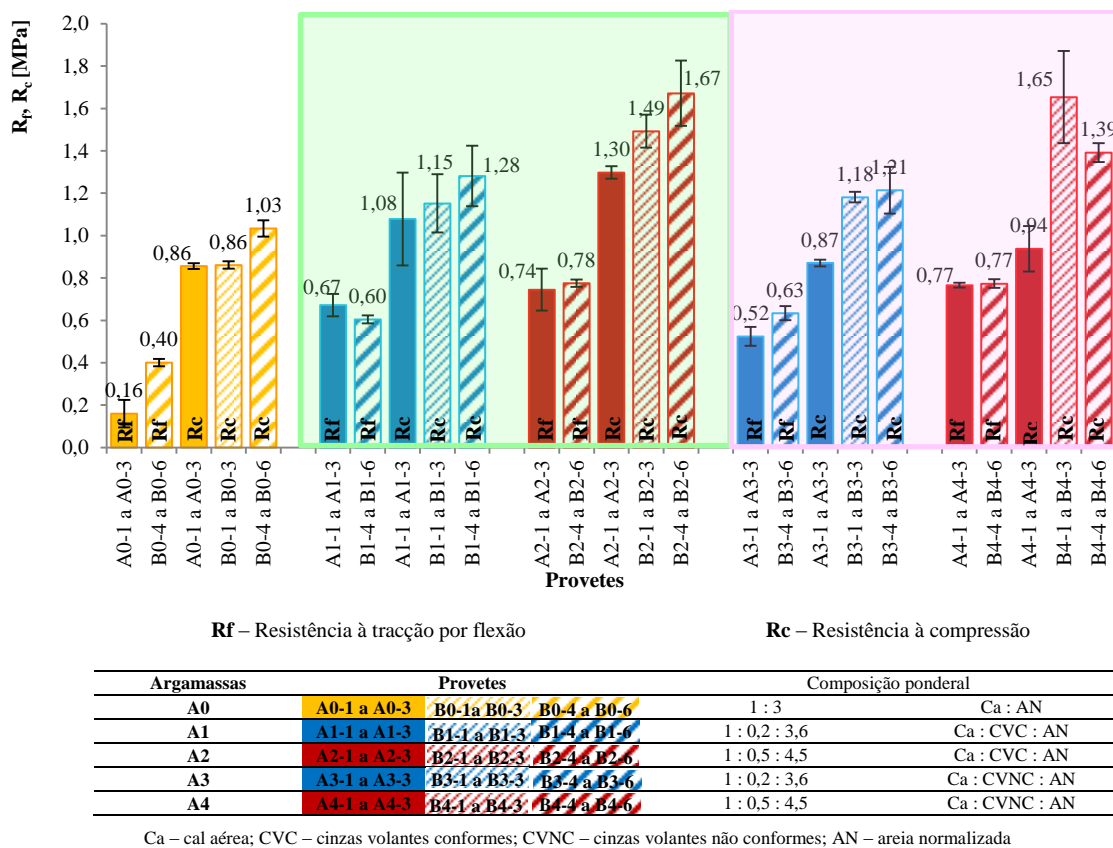 R_f, R_c [MPa]
2,0
1,8
1,6
1,4
1,2
1,0
0,8
0,6
0,4
0,2
0,0
0,16
0,40
0,86
0,86
1,03
0,67
0,60
1,08
1,15
1,28
0,74
0,78
1,30
1,49
1,67
0,52
0,63
0,87
1,18
1,21
0,77
0,77
0,94
1,65
1,39
Rf
Rf
Rc
Rc
Rc
Rf
Rf
Rc
Rc
Rc
Rf
Rf
Rc
Rc
Rc
Rf
Rf
Rc
Rc
Rc
Rf
Rf
Rc
Rc
Rc
A0-1 a A0-3
B0-4 a B0-6
A0-1 a A0-3
B0-1 a B0-3
B0-4 a B0-6
A1-1 a A1-3
B1-4 a B1-6
A1-1 a A1-3
B1-1 a B1-3
B1-4 a B1-6
A2-1 a A2-3
B2-4 a B2-6
A2-1 a A2-3
B2-1 a B2-3
B2-4 a B2-6
A3-1 a A3-3
B3-4 a B3-6
A3-1 a A3-3
B3-1 a B3-3
B3-4 a B3-6
A4-1 a A4-3
B4-4 a B4-6
A4-1 a A4-3
B4-1 a B4-3
B4-4 a B4-6
Provetes
Rf – Resistência à tracção por flexão Rc – Resistência à compressão
Argamassas Provetes Composição ponderal
A0 A0-1 a A0-3 B0-1a B0-3 B0-4 a B0-6 1 : 3 Ca : AN
A1 A1-1 a A1-3 B1-1 a B1-3 B1-4 a B1-6 1 : 0,2 : 3,6 Ca : CVC : AN
A2 A2-1 a A2-3 B2-1 a B2-3 B2-4 a B2-6 1 : 0,5 : 4,5 Ca : CVC : AN
A3 A3-1 a A3-3 B3-1 a B3-3 B3-4 a B3-6 1 : 0,2 : 3,6 Ca : CVNC : AN
A4 A4-1 a A4-3 B4-1 a B4-3 B4-4 a B4-6 1 : 0,5 : 4,5 Ca : CVNC : AN
Ca – cal aérea; CVC – cinzas volantes conformes; CVNC – cinzas volantes não conformes; AN – areia normalizada